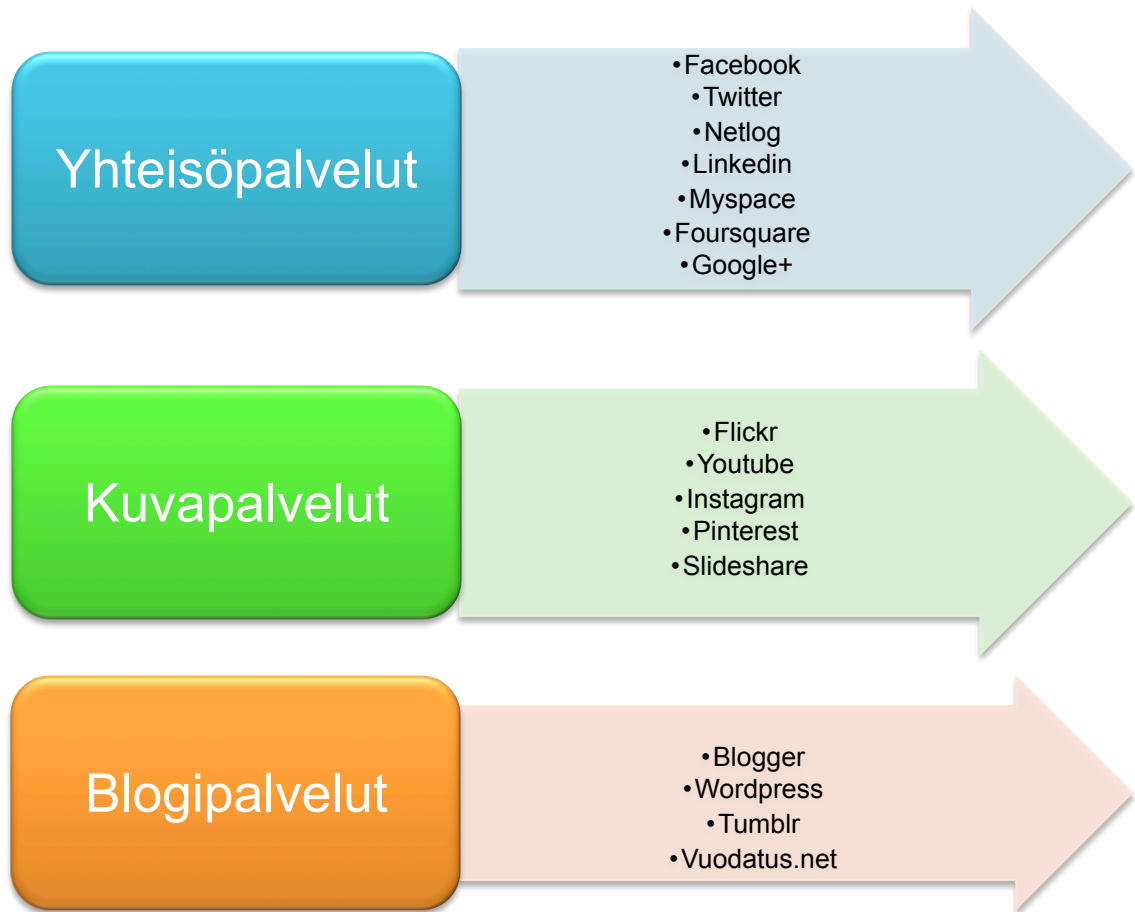 Yhteisöpalvelut
•Facebook
•Twitter
•Netlog
•Linkedin
•Myspace
•Foursquare
•Google+
Kuvapalvelut
•Flickr
•Youtube
•Instagram
•Pinterest
•Slideshare
Blogipalvelut
•Blogger
•Wordpress
•Tumblr
•Vuodatus.net